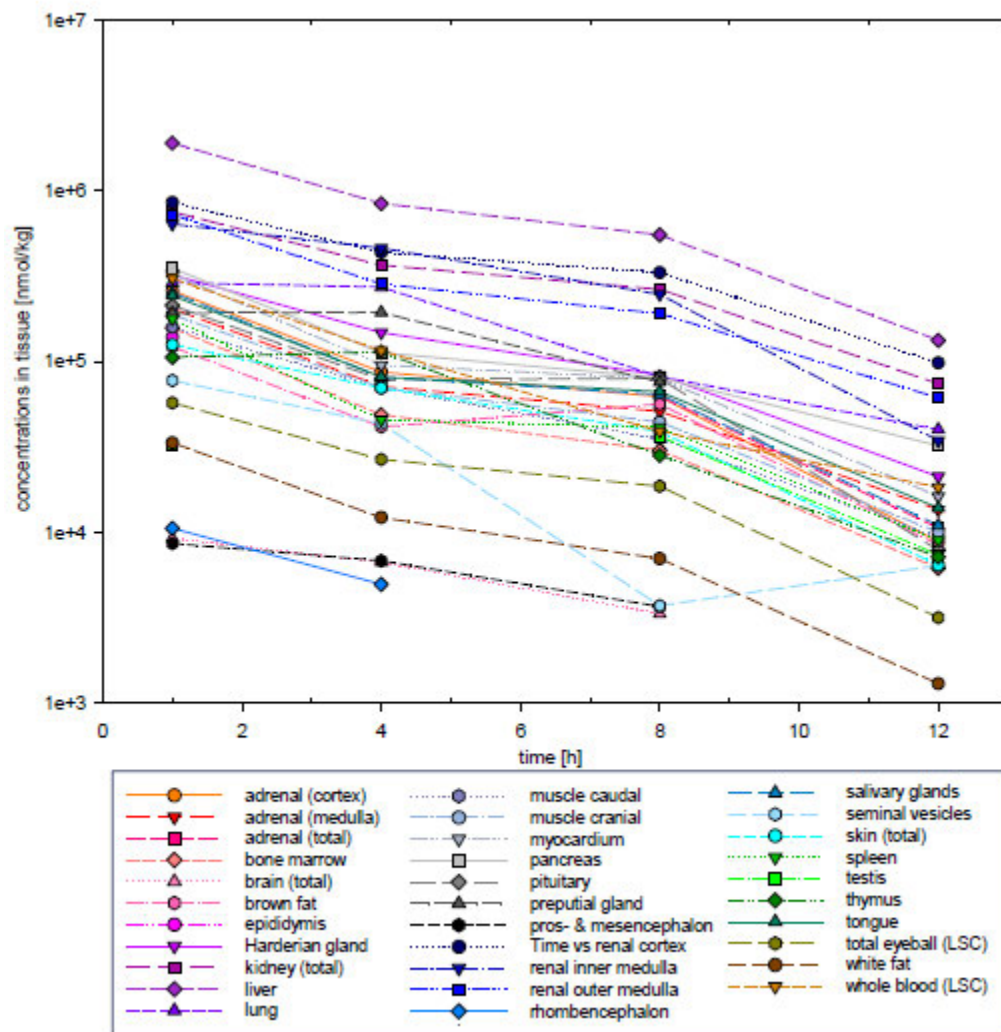 1e+7
1e+6
1e+5
1e+4
1e+3
concentrations in tissue [nmol/kg]
0 2 4 6 8 10 12
time [h]
adrenal (cortex)
adrenal (medulla)
adrenal (total)
bone marrow
brain (total)
brown fat
epididymis
Harderian gland
kidney (total)
liver
lung
muscle caudal
muscle cranial
myocardium
pancreas
pituitary
preputial gland
pros- & mesencephalon
Time vs renal cortex
renal inner medulla
renal outer medulla
rhombencephalon
salivary glands
seminal vesicles
skin (total)
spleen
testis
thymus
tongue
total eyeball (LSC)
white fat
whole blood (LSC)